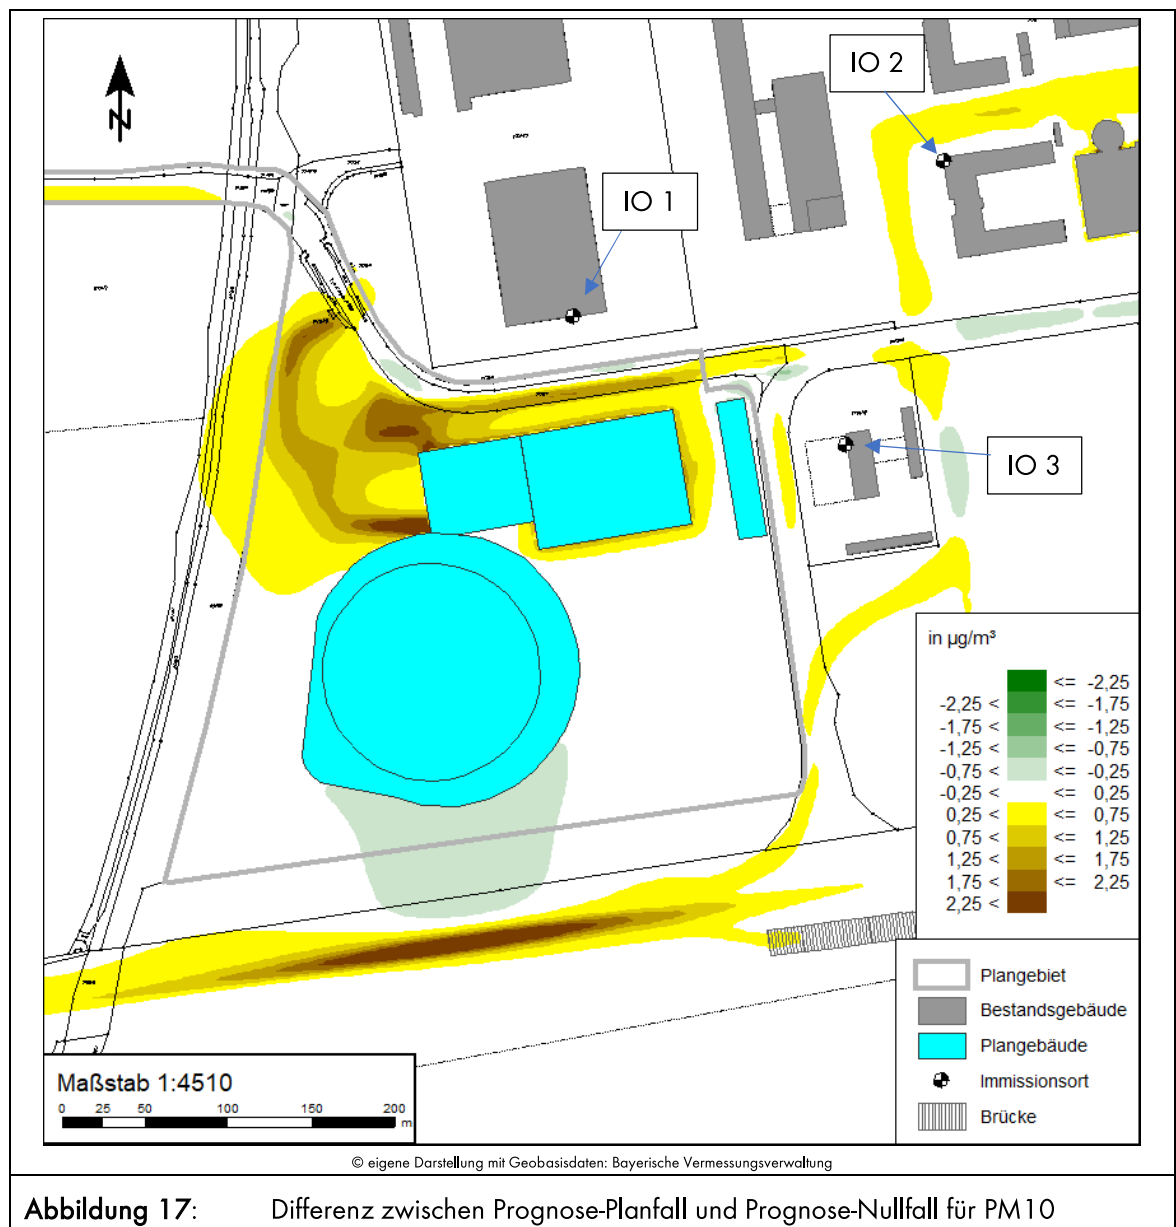 IO 2
N
IO 1
IO 3
in µg/m³
<= -2,25
-2,25 < <= -1,75
-1,75 < <= -1,25
-1,25 < <= -0,75
-0,75 < <= -0,25
-0,25 < <= 0,25
0,25 < <= 0,75
0,75 < <= 1,25
1,25 < <= 1,75
1,75 < <= 2,25
2,25 <
Plangebiet
Bestandsgebäude
Plangebäude
Immissionsort
Brücke
Maßstab 1:4510
0 25 50 100 150 200
m
© eigene Darstellung mit Geobasisdaten: Bayerische Vermessungsverwaltung
Abbildung 17: Differenz zwischen Prognose-Planfall und Prognose-Nullfall für PM10